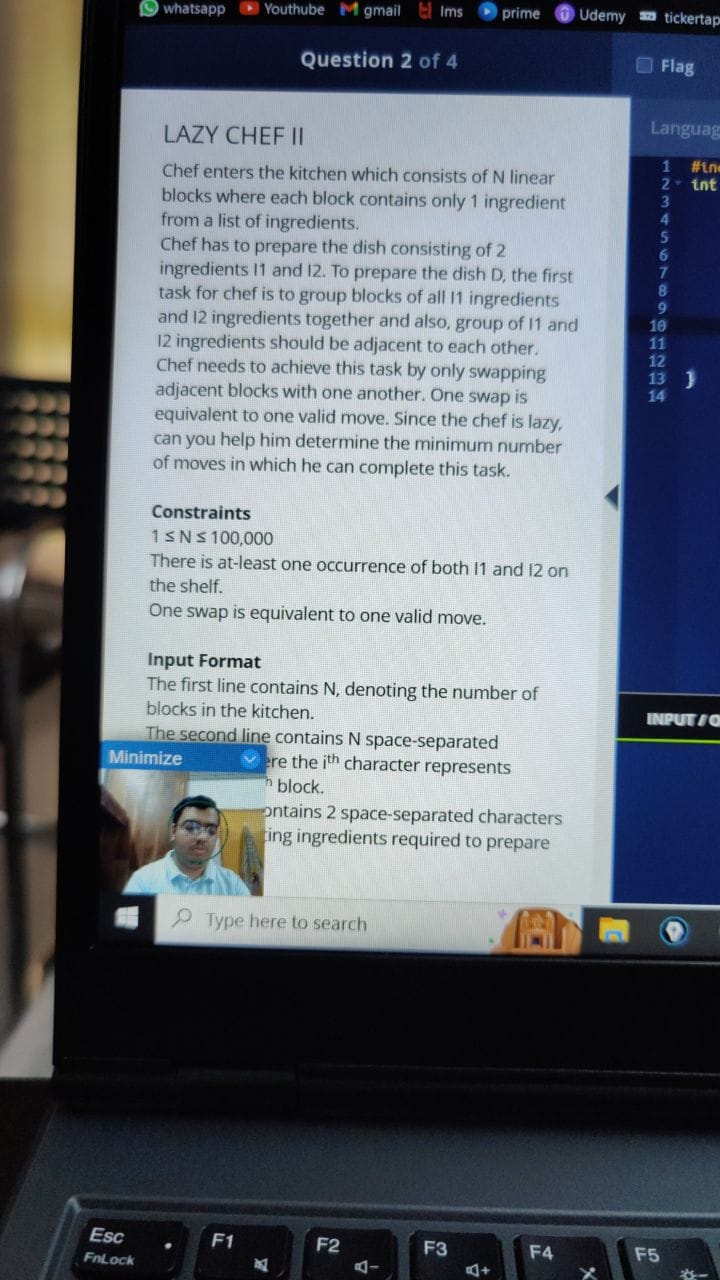 whatsapp Youthube gmail lms prime Udemy tickertap
Question 2 of 4
Flag
LAZY CHEF II
Chef enters the kitchen which consists of N linear
blocks where each block contains only 1 ingredient
from a list of ingredients.
Chef has to prepare the dish consisting of 2
ingredients I1 and I2. To prepare the dish D, the first
task for chef is to group blocks of all I1 ingredients
and I2 ingredients together and also, group of I1 and
I2 ingredients should be adjacent to each other.
Chef needs to achieve this task by only swapping
adjacent blocks with one another. One swap is
equivalent to one valid move. Since the chef is lazy,
can you help him determine the minimum number
of moves in which he can complete this task.
Constraints
1 ≤ N ≤ 100,000
There is at-least one occurrence of both I1 and I2 on
the shelf.
One swap is equivalent to one valid move.
Input Format
The first line contains N, denoting the number of
blocks in the kitchen.
The second line contains N space-separated
ere the ith character represents
h block.
ontains 2 space-separated characters
ing ingredients required to prepare
Minimize
Languag
1 #in
2 int
3
4
5
6
7
8
9
10
11
12
13 }
14
INPUT / O
Type here to search
Esc
FnLock
F1
F2
F3
F4
F5